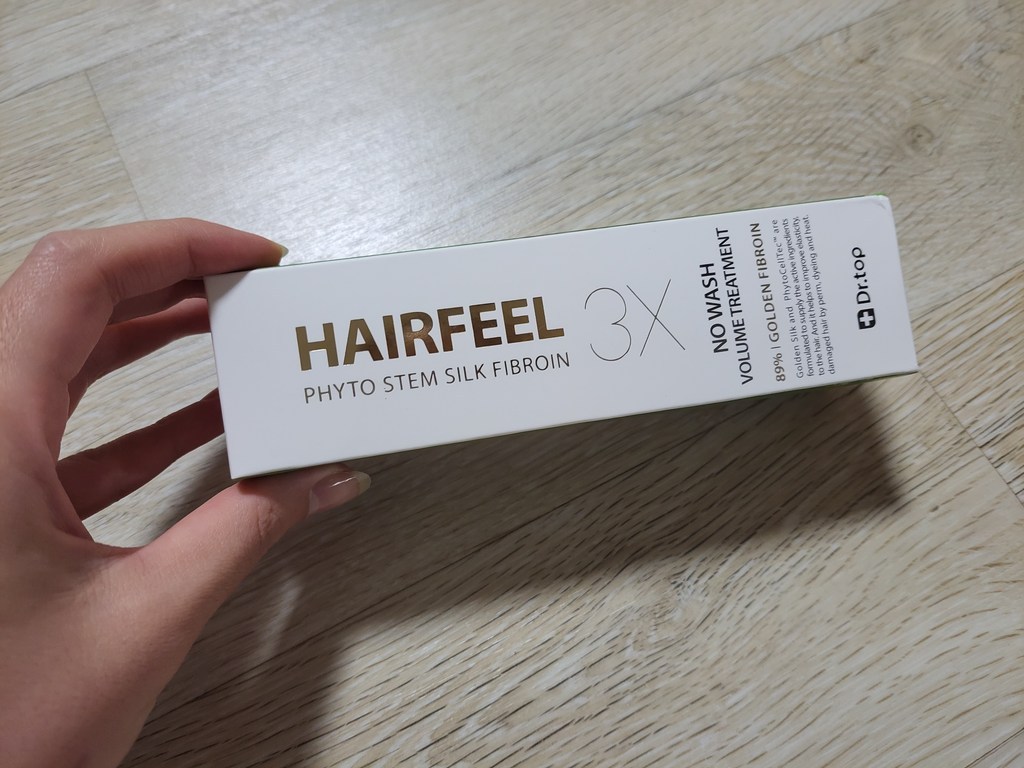 HAIRFEEL
PHYTO STEM SILK FIBROIN
3X
NO WASH
VOLUME TREATMENT
89% | GOLDEN FIBROIN
Golden Silk and PhytoCellTec™ are
formulated to supply the active ingredients
to the hair. And it helps to improve elasticity,
damaged hair by perm, dyeing and heat.
Dr.top